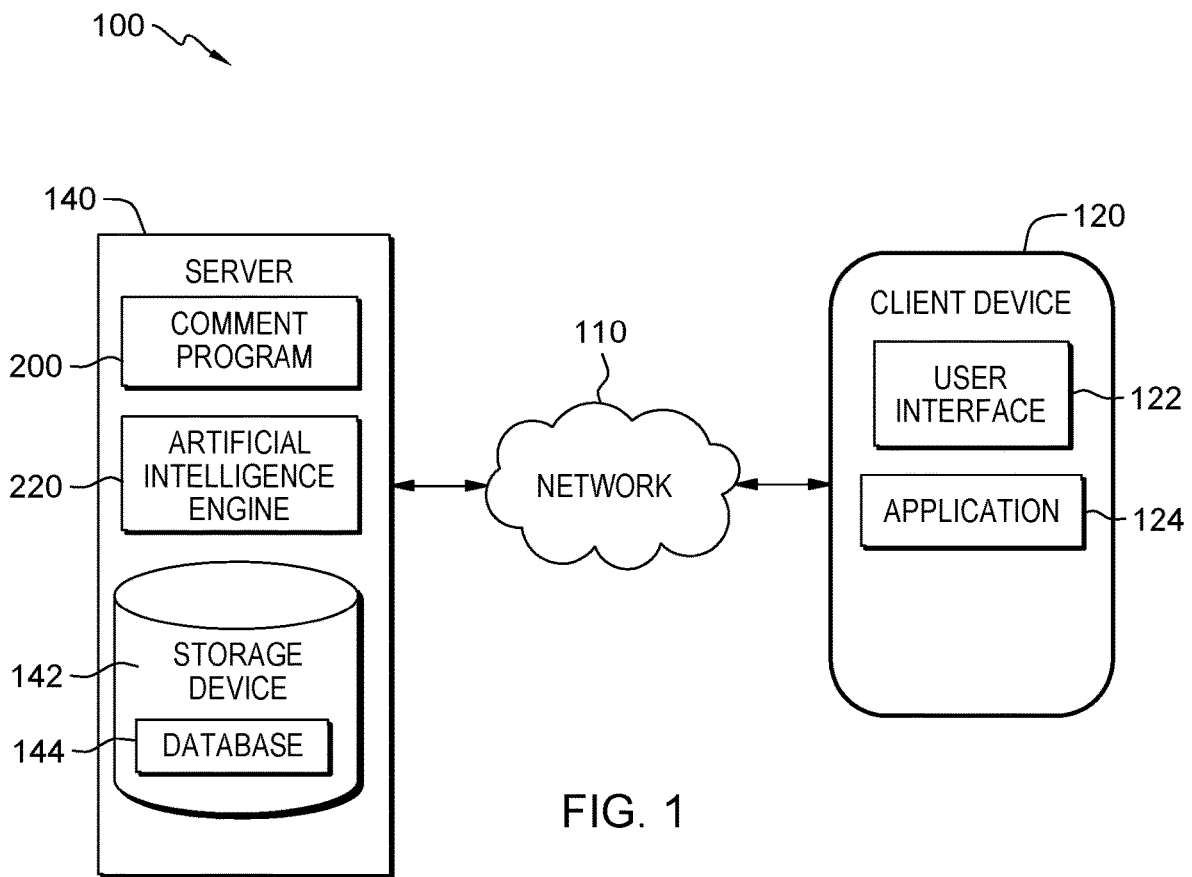 100
140
SERVER
COMMENT
PROGRAM
200
ARTIFICIAL
INTELLIGENCE
ENGINE
220
STORAGE
DEVICE
142
DATABASE
144
110
NETWORK
120
CLIENT DEVICE
USER
INTERFACE
122
APPLICATION
124
FIG. 1